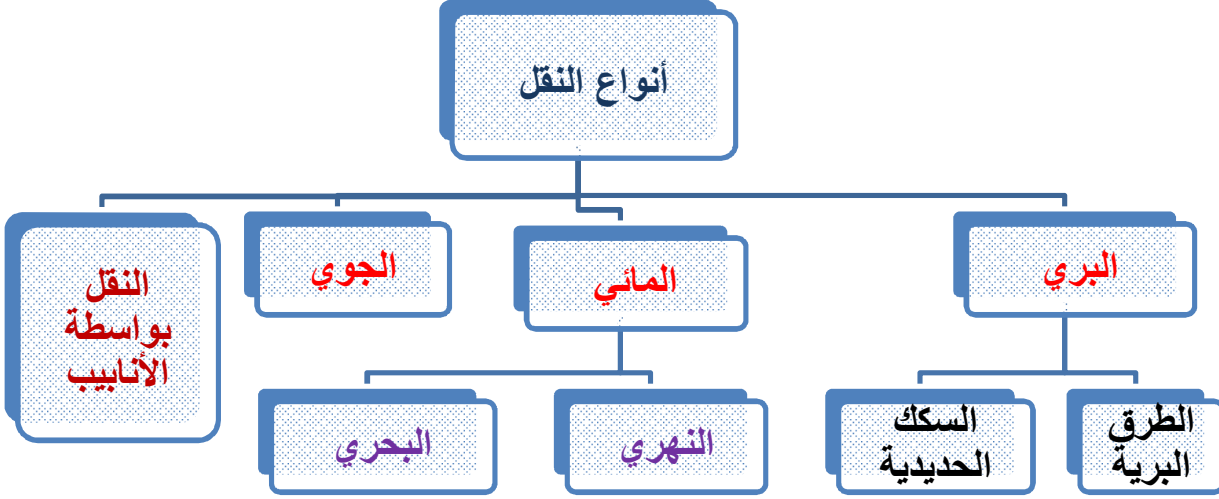 أنواع النقل
البري
المائي
الجوي
النقل
بواسطة
الأنابيب
الطرق
البرية
السكك
الحديدية
النهري
البحري